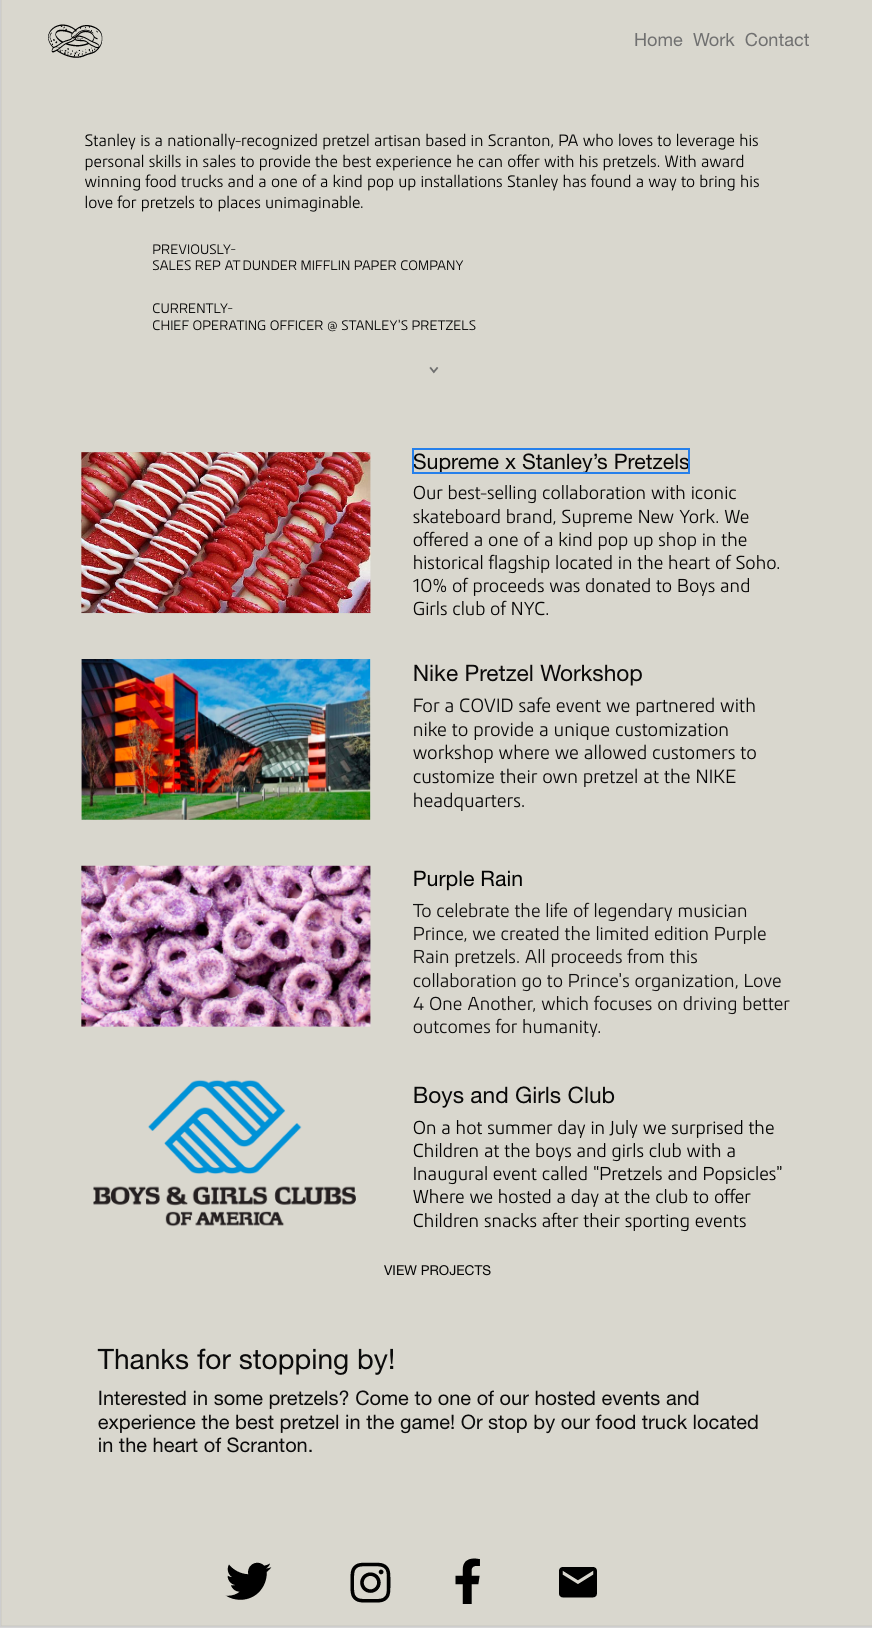 Home Work Contact
Stanley is a nationally-recognized pretzel artisan based in Scranton, PA who loves to leverage his
personal skills in sales to provide the best experience he can offer with his pretzels. With award
winning food trucks and a one of a kind pop up installations Stanley has found a way to bring his
love for pretzels to places unimaginable.
PREVIOUSLY-
SALES REP AT DUNDER MIFFLIN PAPER COMPANY
CURRENTLY-
CHIEF OPERATING OFFICER @ STANLEY'S PRETZELS
Supreme x Stanley’s Pretzels
Our best-selling collaboration with iconic
skateboard brand, Supreme New York. We
offered a one of a kind pop up shop in the
historical flagship located in the heart of Soho.
10% of proceeds was donated to Boys and
Girls club of NYC.
Nike Pretzel Workshop
For a COVID safe event we partnered with
nike to provide a unique customization
workshop where we allowed customers to
customize their own pretzel at the NIKE
headquarters.
Purple Rain
To celebrate the life of legendary musician
Prince, we created the limited edition Purple
Rain pretzels. All proceeds from this
collaboration go to Prince's organization, Love
4 One Another, which focuses on driving better
outcomes for humanity.
BOYS & GIRLS CLUBS
OF AMERICA
Boys and Girls Club
On a hot summer day in July we surprised the
Children at the boys and girls club with a
Inaugural event called "Pretzels and Popsicles"
Where we hosted a day at the club to offer
Children snacks after their sporting events
VIEW PROJECTS
Thanks for stopping by!
Interested in some pretzels? Come to one of our hosted events and
experience the best pretzel in the game! Or stop by our food truck located
in the heart of Scranton.